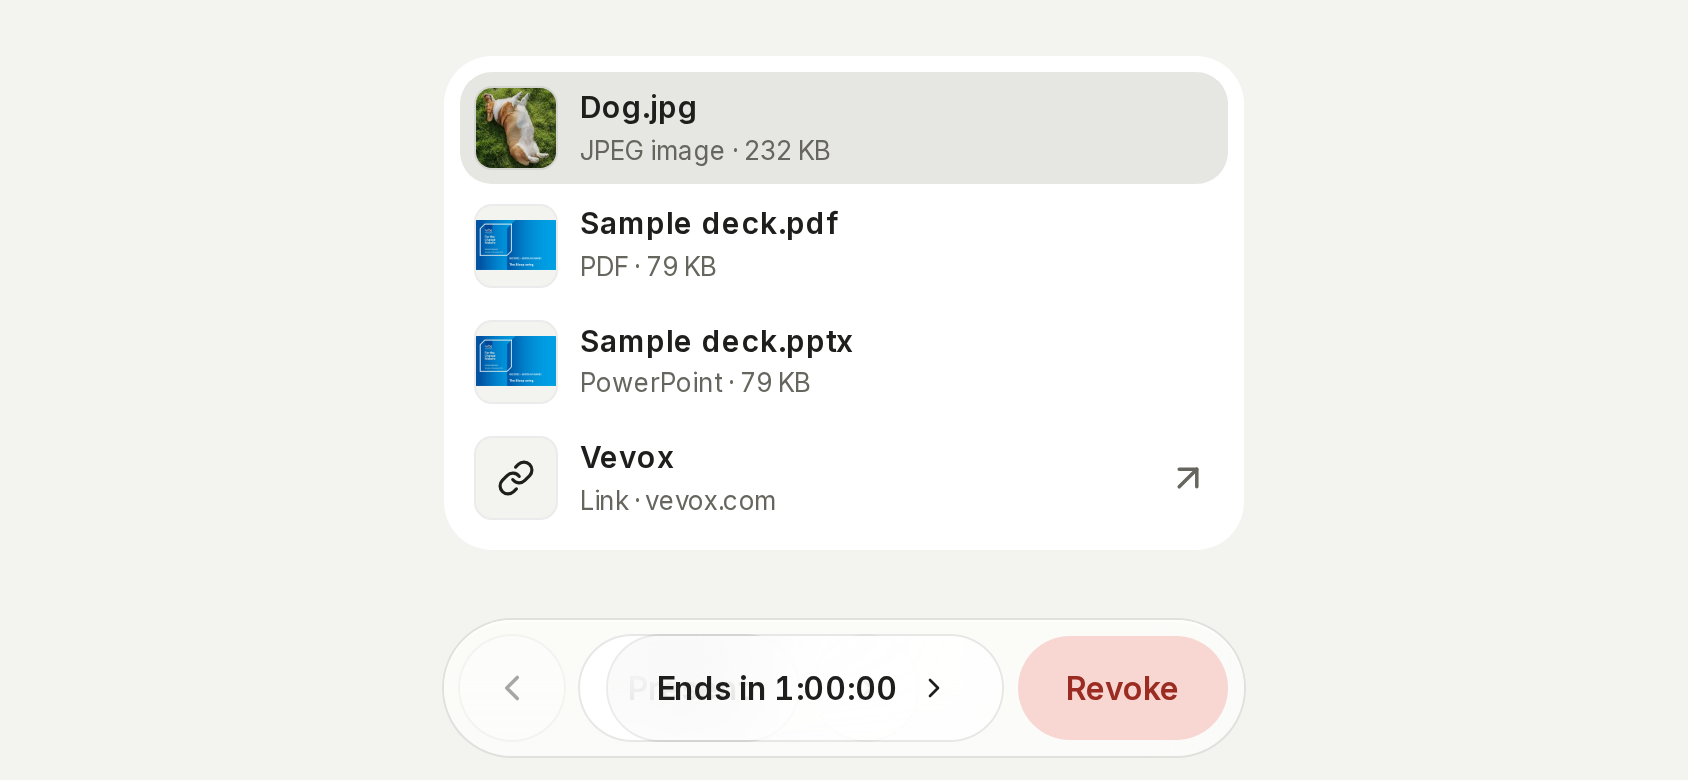 Dog.jpg
JPEG image · 232 KB
Sample deck.pdf
PDF · 79 KB
Sample deck.pptx
PowerPoint · 79 KB
Vevox
Link · vevox.com
Ends in 1:00:00
Revoke